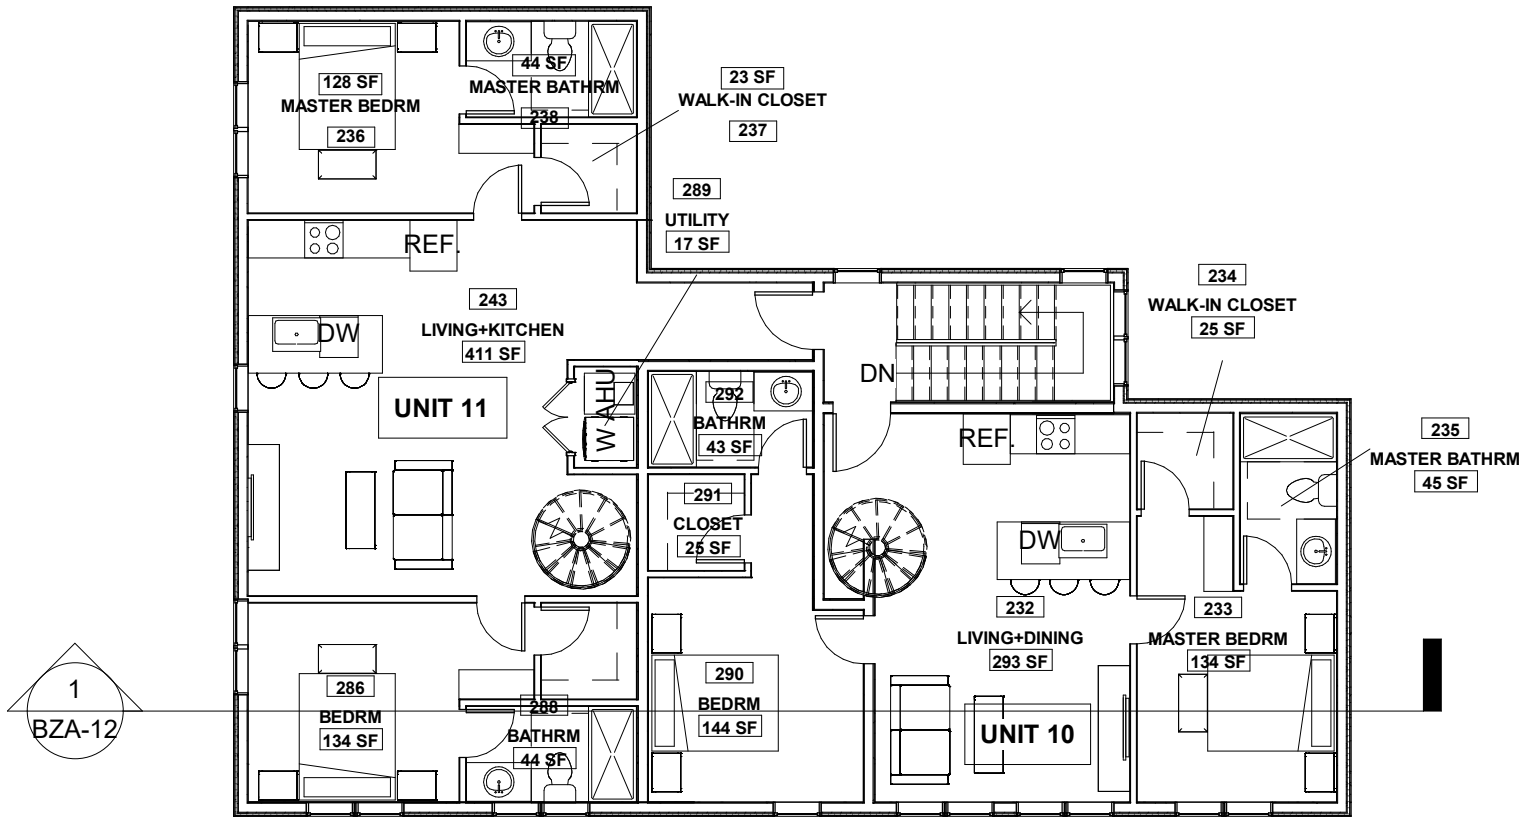 44 SF
MASTER BATHRM
238
128 SF
MASTER BEDRM
236
23 SF
WALK-IN CLOSET
237
289
UTILITY
17 SF
REF.
243
LIVING+KITCHEN
411 SF
DW
UNIT 11
AHU
W
292
BATHRM
43 SF
291
CLOSET
25 SF
DN
234
WALK-IN CLOSET
25 SF
235
MASTER BATHRM
45 SF
REF.
DW
232
LIVING+DINING
293 SF
233
MASTER BEDRM
134 SF
286
BEDRM
134 SF
288
BATHRM
44 SF
290
BEDRM
144 SF
UNIT 10
1
BZA-12